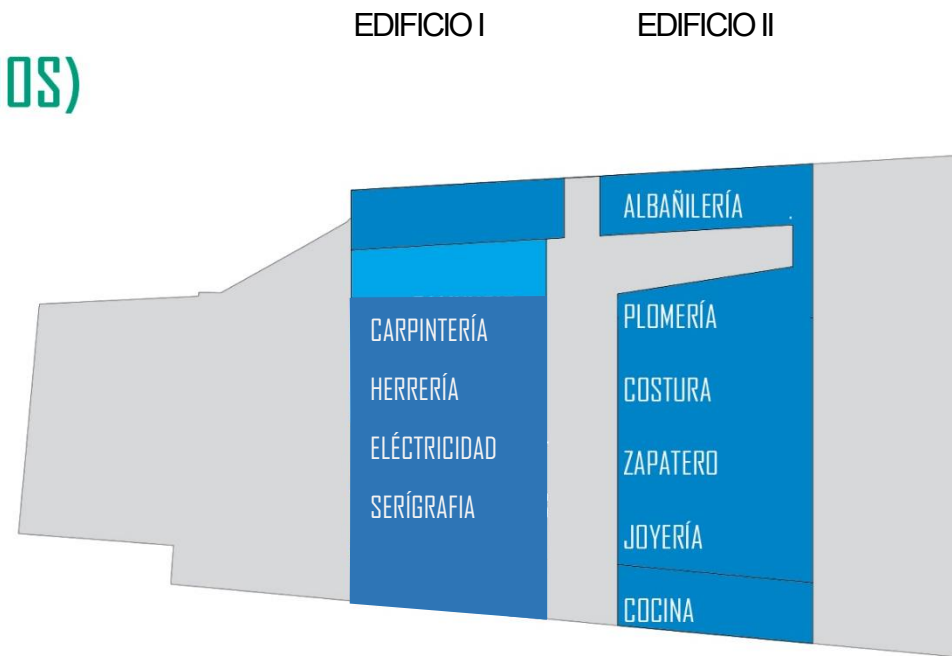 EDIFICIO I
EDIFICIO II
OS)
ALBAÑILERÍA
CARPINTERÍA
HERRERÍA
ELÉCTRICIDAD
SERÍGRAFIA
PLOMERÍA
COSTURA
ZAPATERO
JOYERÍA
COCINA